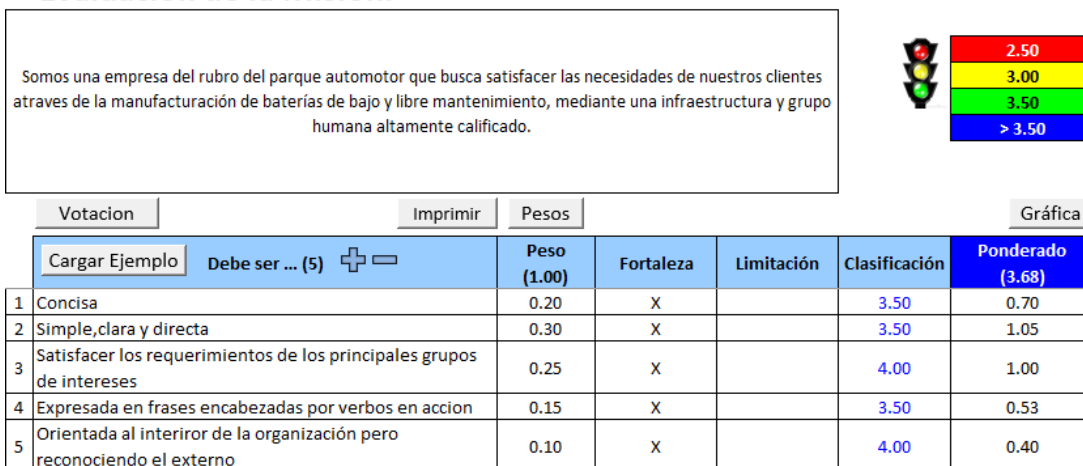 Somos una empresa del rubro del parque automotor que busca satisfacer las necesidades de nuestros clientes
atraves de la manufacturación de baterías de bajo y libre mantenimiento, mediante una infraestructura y grupo
humana altamente calificado.
2.50
3.00
3.50
> 3.50
Votacion Imprimir Pesos Gráfica
Cargar Ejemplo Debe ser ... (5) Peso (1.00) Fortaleza Limitación Clasificación Ponderado (3.68)
1 Concisa 0.20 X 3.50 0.70
2 Simple,clara y directa 0.30 X 3.50 1.05
3 Satisfacer los requerimientos de los principales grupos
de intereses 0.25 X 4.00 1.00
4 Expresada en frases encabezadas por verbos en accion 0.15 X 3.50 0.53
5 Orientada al interiror de la organización pero
reconociendo el externo 0.10 X 4.00 0.40